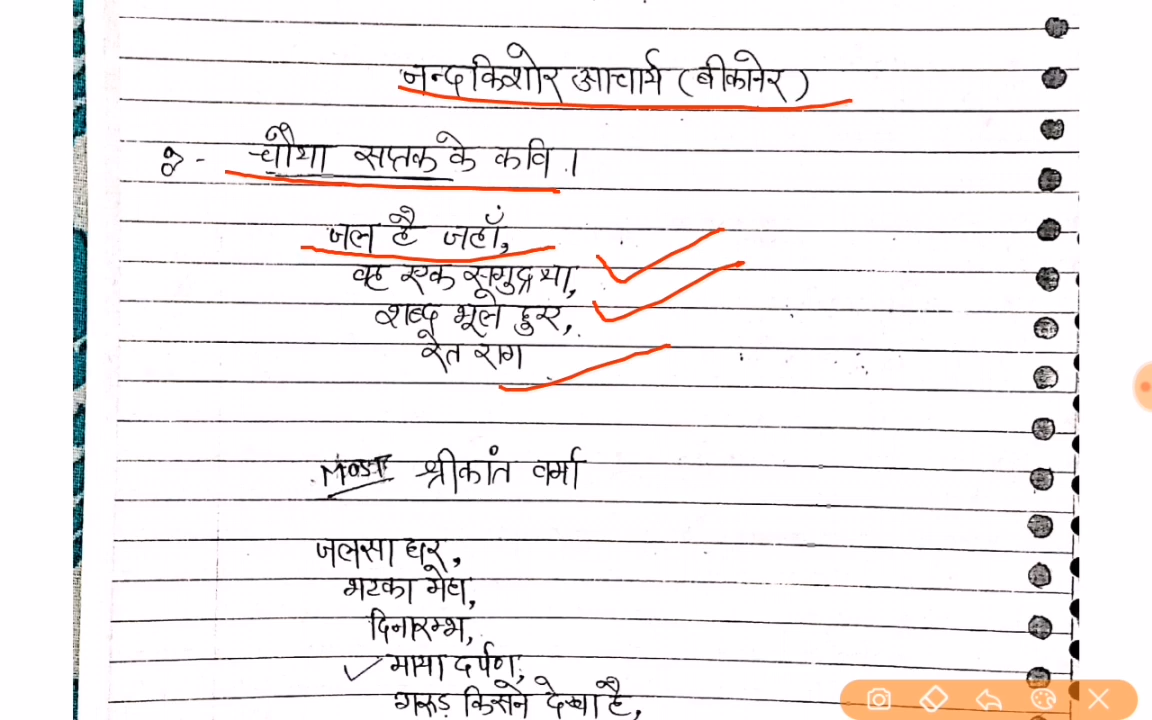 नन्दकिशोर आचार्य (बीकानेर)
चौथा सप्तक के कवि ।
जल है जहाँ,
वह एक समुद्र था,
शब्द भूले हुए,
रेत राग
Most श्रीकांत वर्मा
जलसा घर,
भटका मेघ,
दिनारम्भ,
माया दर्पण,
गरुड़ किसने देखा है,